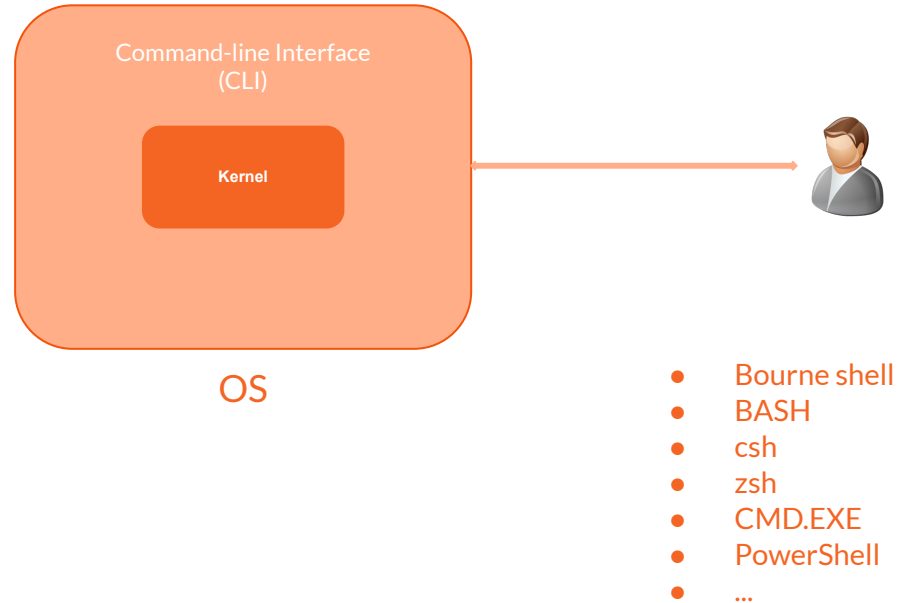 Command-line Interface
(CLI)
Kernel
OS
● Bourne shell
● BASH
● csh
● zsh
● CMD.EXE
● PowerShell
● ...